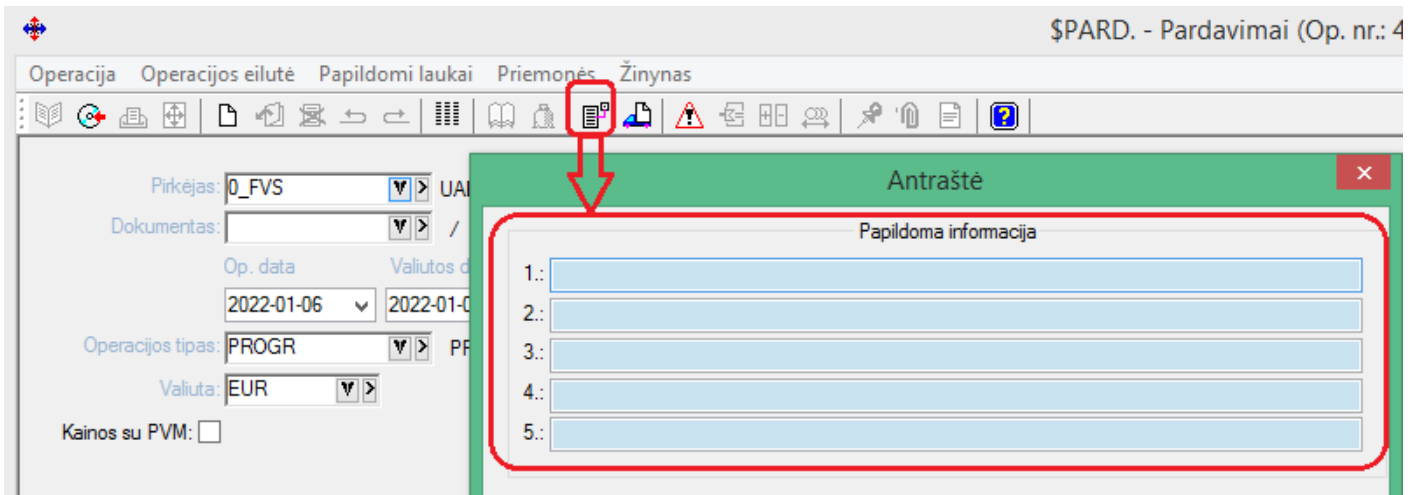 $PARD. - Pardavimai (Op. nr.: 4
Operacija Operacijos eilutė Papildomi laukai Priemonės Žinynas
Pirkėjas: 0_FVS UAI
Dokumentas: /
Op. data Valiutos d
2022-01-06 2022-01-0
Operacijos tipas: PROGR PF
Valiuta: EUR
Kainos su PVM:
Antraštė
Papildoma informacija
1.:
2.:
3.:
4.:
5.: